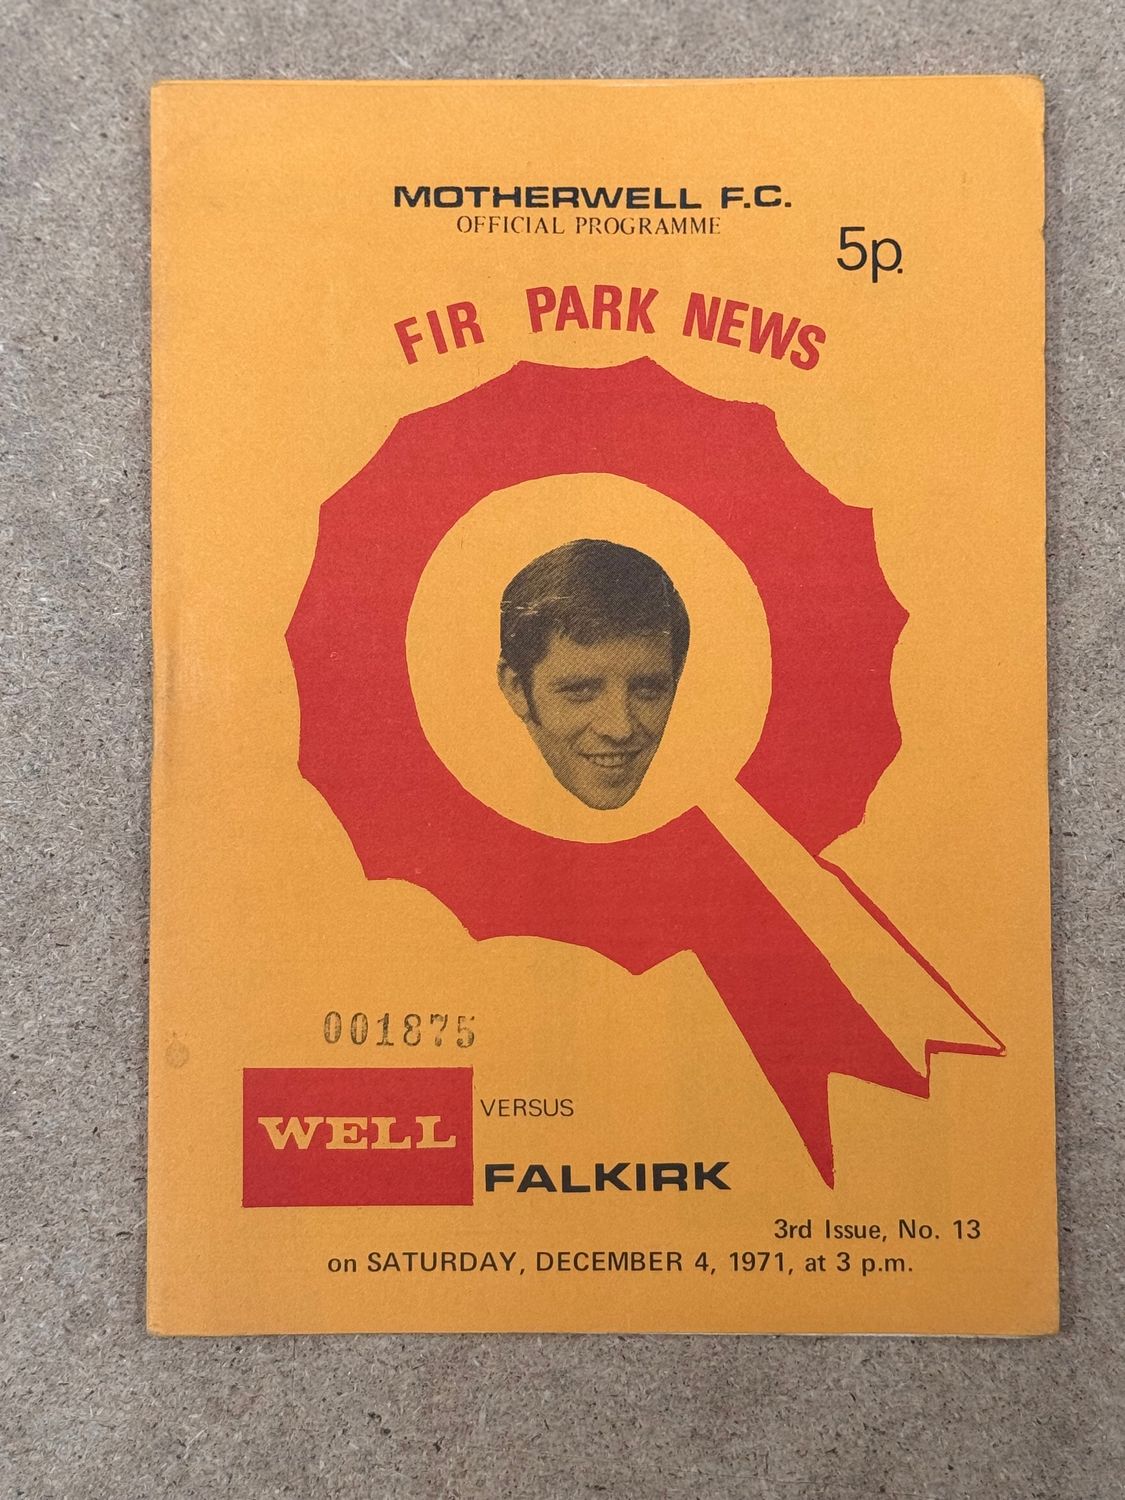 MOTHERWELL F.C.
OFFICIAL PROGRAMME
5p.
FIR PARK NEWS
001875
WELL
VERSUS
FALKIRK
3rd Issue, No. 13
on SATURDAY, DECEMBER 4, 1971, at 3 p.m.